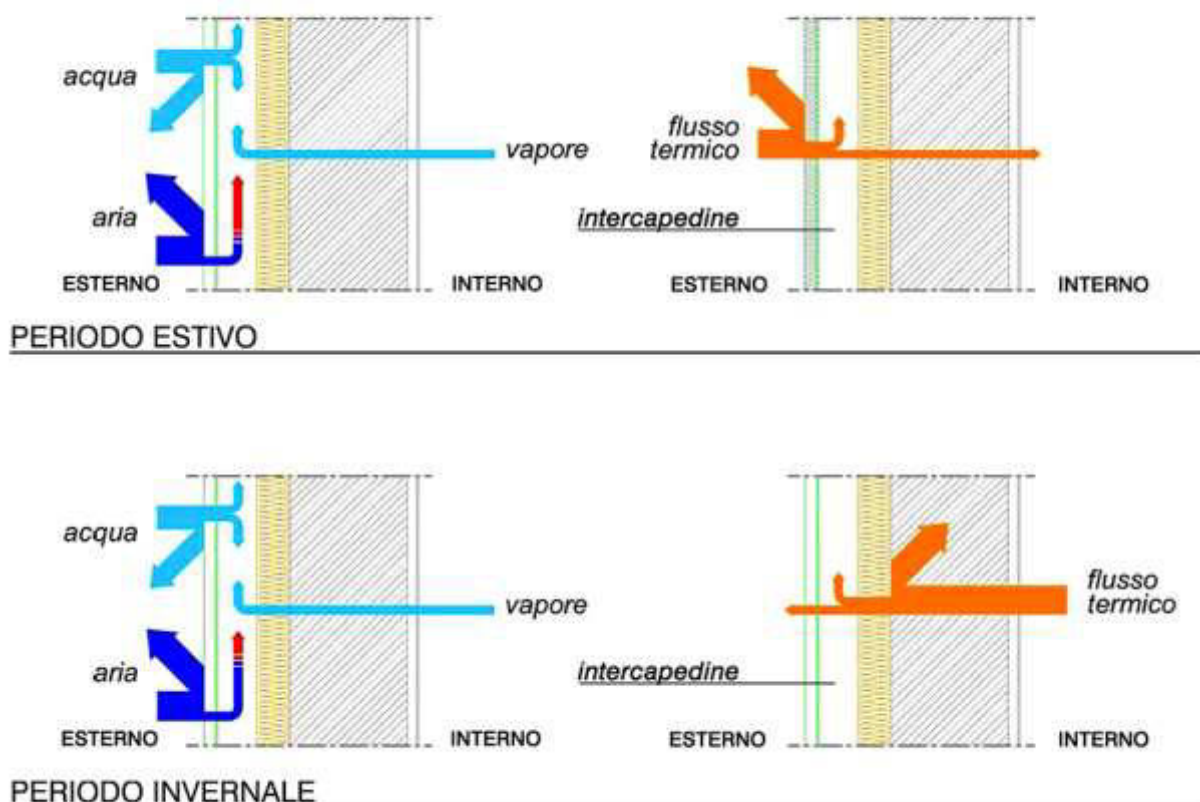 acqua
vapore
aria
ESTERNO
INTERNO
flusso
termico
intercapedine
ESTERNO
INTERNO
PERIODO ESTIVO
acqua
vapore
aria
ESTERNO
INTERNO
flusso
termico
intercapedine
ESTERNO
INTERNO
PERIODO INVERNALE